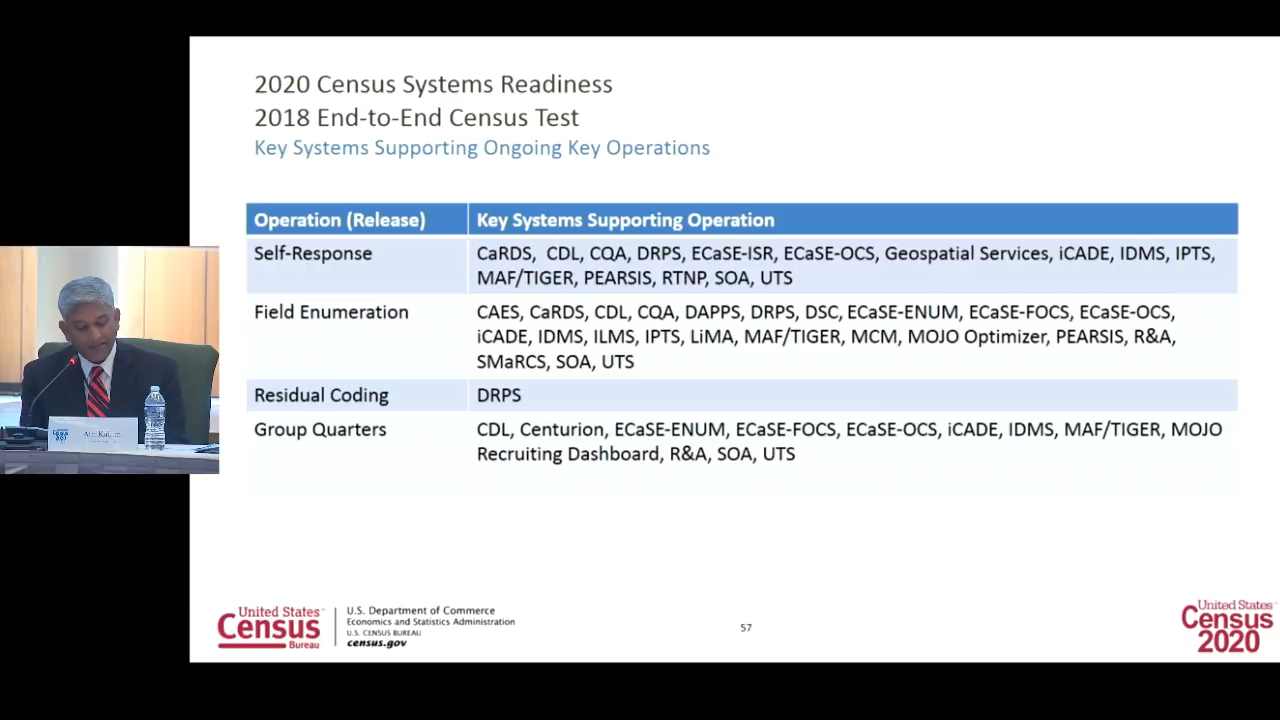 2020 Census Systems Readiness
2018 End-to-End Census Test
Key Systems Supporting Ongoing Key Operations
Operation (Release) Key Systems Supporting Operation
Self-Response CaRDS, CDL, CQA, DRPS, ECaSE-ISR, ECaSE-OCS, Geospatial Services, iCADE, IDMS, IPTS,
MAF/TIGER, PEARSIS, RTNP, SOA, UTS
Field Enumeration CAES, CaRDS, CDL, CQA, DAPPS, DRPS, DSC, ECaSE-ENUM, ECaSE-FOCS, ECaSE-OCS,
iCADE, IDMS, ILMS, IPTS, LiMA, MAF/TIGER, MCM, MOJO Optimizer, PEARSIS, R&A,
SMaRCS, SOA, UTS
Residual Coding DRPS
Group Quarters CDL, Centurion, ECaSE-ENUM, ECaSE-FOCS, ECaSE-OCS, iCADE, IDMS, MAF/TIGER, MOJO
Recruiting Dashboard, R&A, SOA, UTS
United States
Census
Bureau
U.S. Department of Commerce
Economics and Statistics Administration
U.S. CENSUS BUREAU
census.gov
57
United States
Census
2020